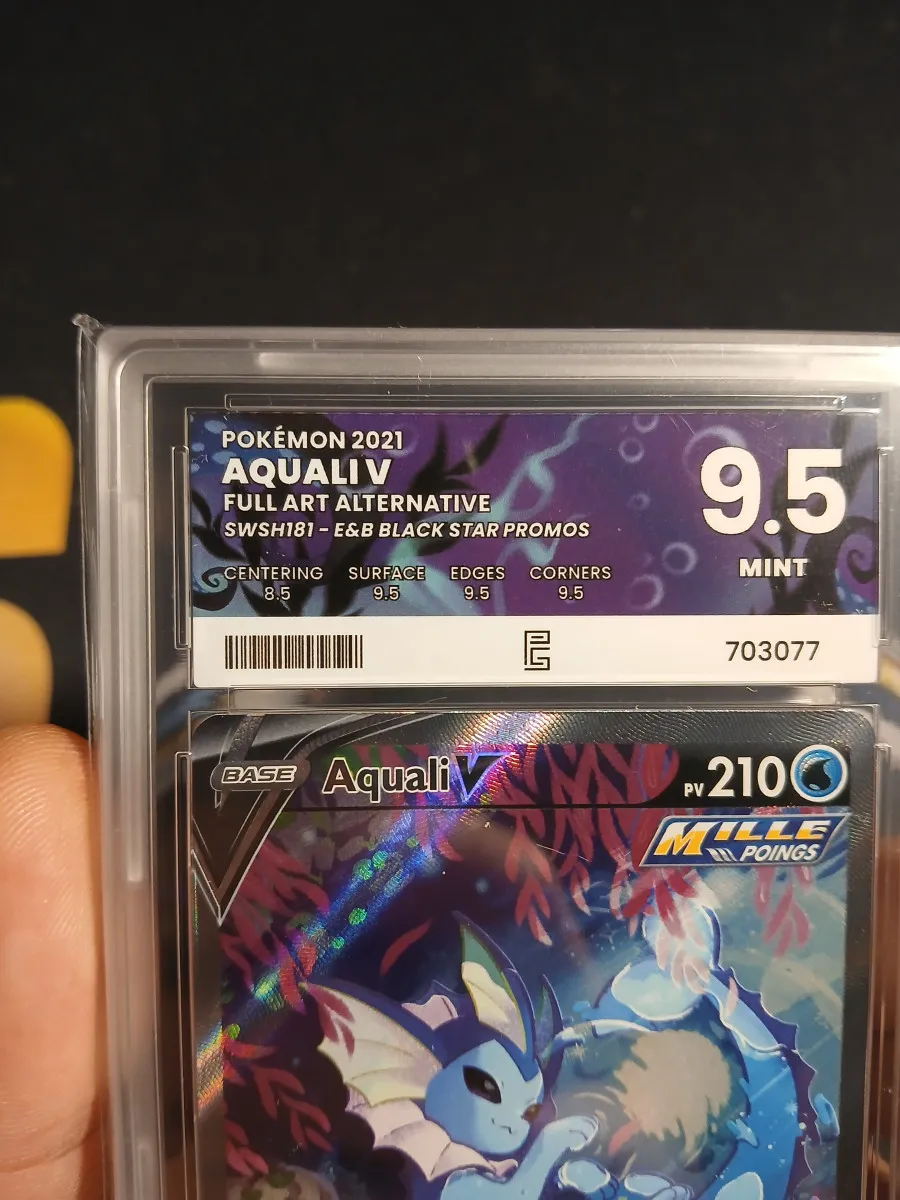 POKÉMON 2021
AQUALI V
FULL ART ALTERNATIVE
SWSH181 - E&B BLACK STAR PROMOS
9.5
MINT
CENTERING SURFACE EDGES CORNERS
8.5 9.5 9.5 9.5
PG
703077
BASE Aquali V PV 210
MILLE
POINGS